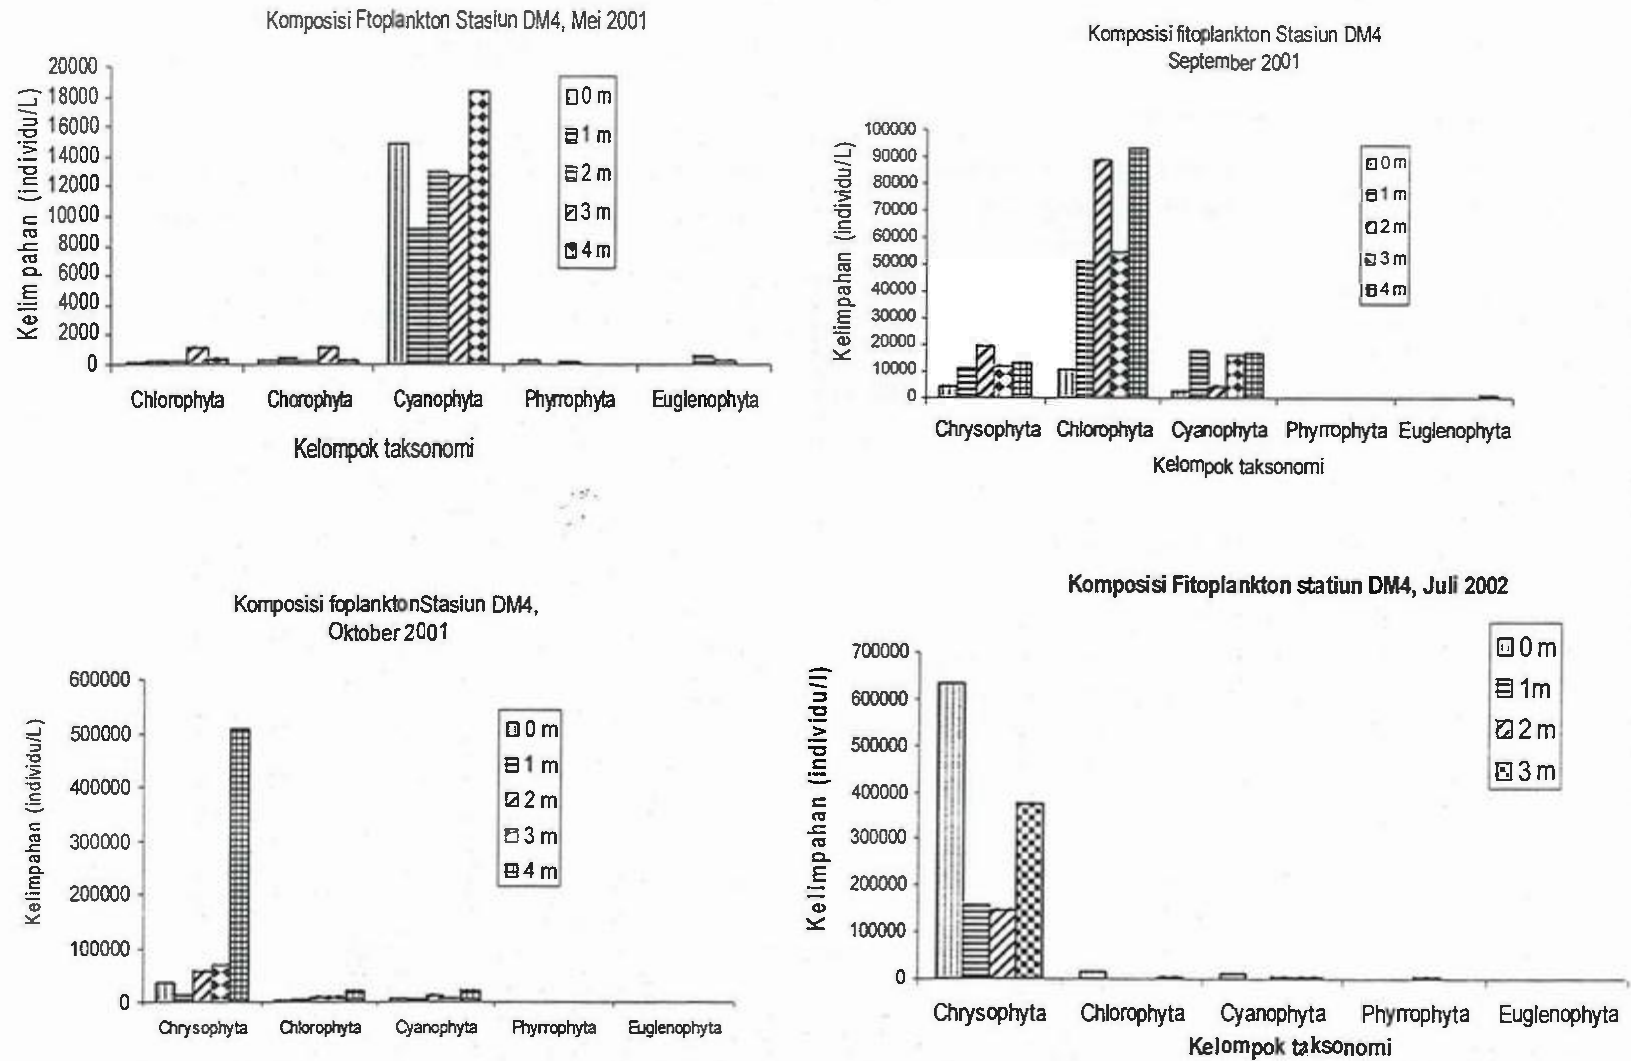 Komposisi Ftoplankton Stasiun DM4, Mei 2001
Kelim pahan (individu/L)
20000
18000
16000
14000
12000
10000
8000
6000
4000
2000
0
0 m
1 m
2 m
3 m
4 m
Chlorophyta Chorophyta Cyanophyta Phyrrophyta Euglenophyta
Kelompok taksonomi
Komposisi fitoplankton Stasiun DM4
September 2001
Kelimpahan (individu/L)
100000
90000
80000
70000
60000
50000
40000
30000
20000
10000
0
0 m
1 m
2 m
3 m
4 m
Chrysophyta Chlorophyta Cyanophyta Phyrrophyta Euglenophyta
Kelompok taksonomi
Komposisi foplanktonStasiun DM4,
Oktober 2001
Kelimpahan (individu/L)
600000
500000
400000
300000
200000
100000
0
0 m
1 m
2 m
3 m
4 m
Chrysophyta Chlorophyta Cyanophyta Phyrrophyta Euglenophyta
Komposisi Fitoplankton statiun DM4, Juli 2002
Kelimpahan (individu/l)
700000
600000
500000
400000
300000
200000
100000
0
0 m
1m
2 m
3 m
Chrysophyta Chlorophyta Cyanophyta Phyrrophyta Euglenophyta
Kelompok taksonomi